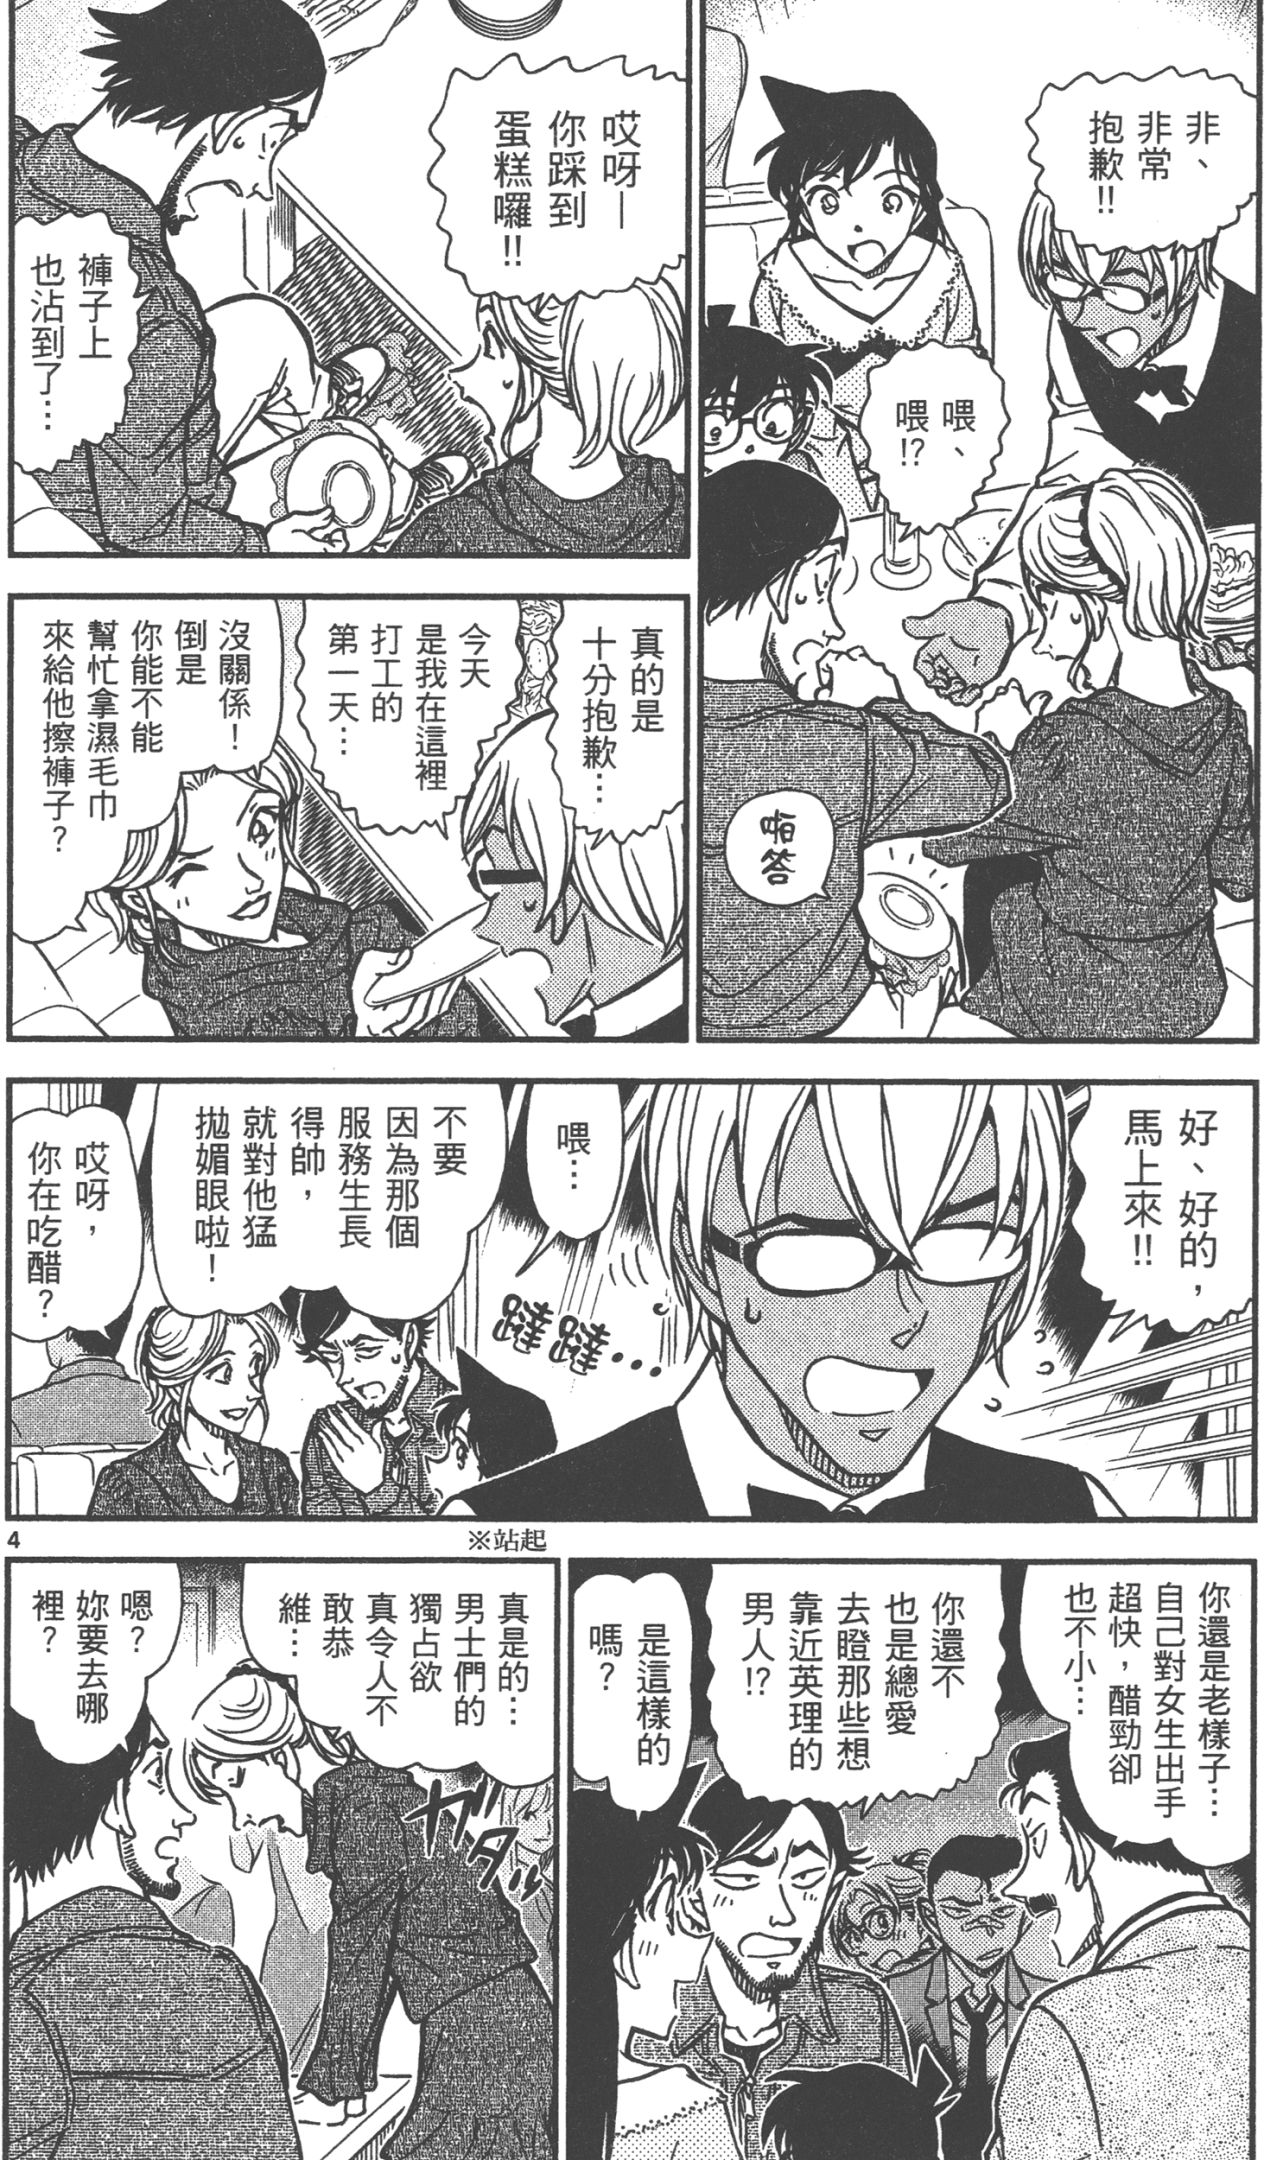 非、
非常
抱歉!!
喂、
喂!?
啪答
哎呀—
你踩到
蛋糕囉!!
褲子上
也沾到了…
真的是
十分抱歉…
今天
是我在這裡
打工的
第一天…
沒關係！
倒是
你能不能
幫忙拿濕毛巾
來給他擦褲子？
好、好的，
馬上來!!
躂躂…
喂…
不要
因為那個
服務生長
得帥，
就對他猛
拋媚眼啦！
哎呀，
你在吃醋？
4
※站起
你還是老樣子…
自己對女生出手
超快，醋勁卻
也不小…
你還不
也是總愛
去瞪那些想
靠近英理的
男人!?
是這樣的
嗎？
真是的…
男士們的
獨占欲
真令人不
敢恭
維…
ガタ
嗯？
妳要去哪
裡？